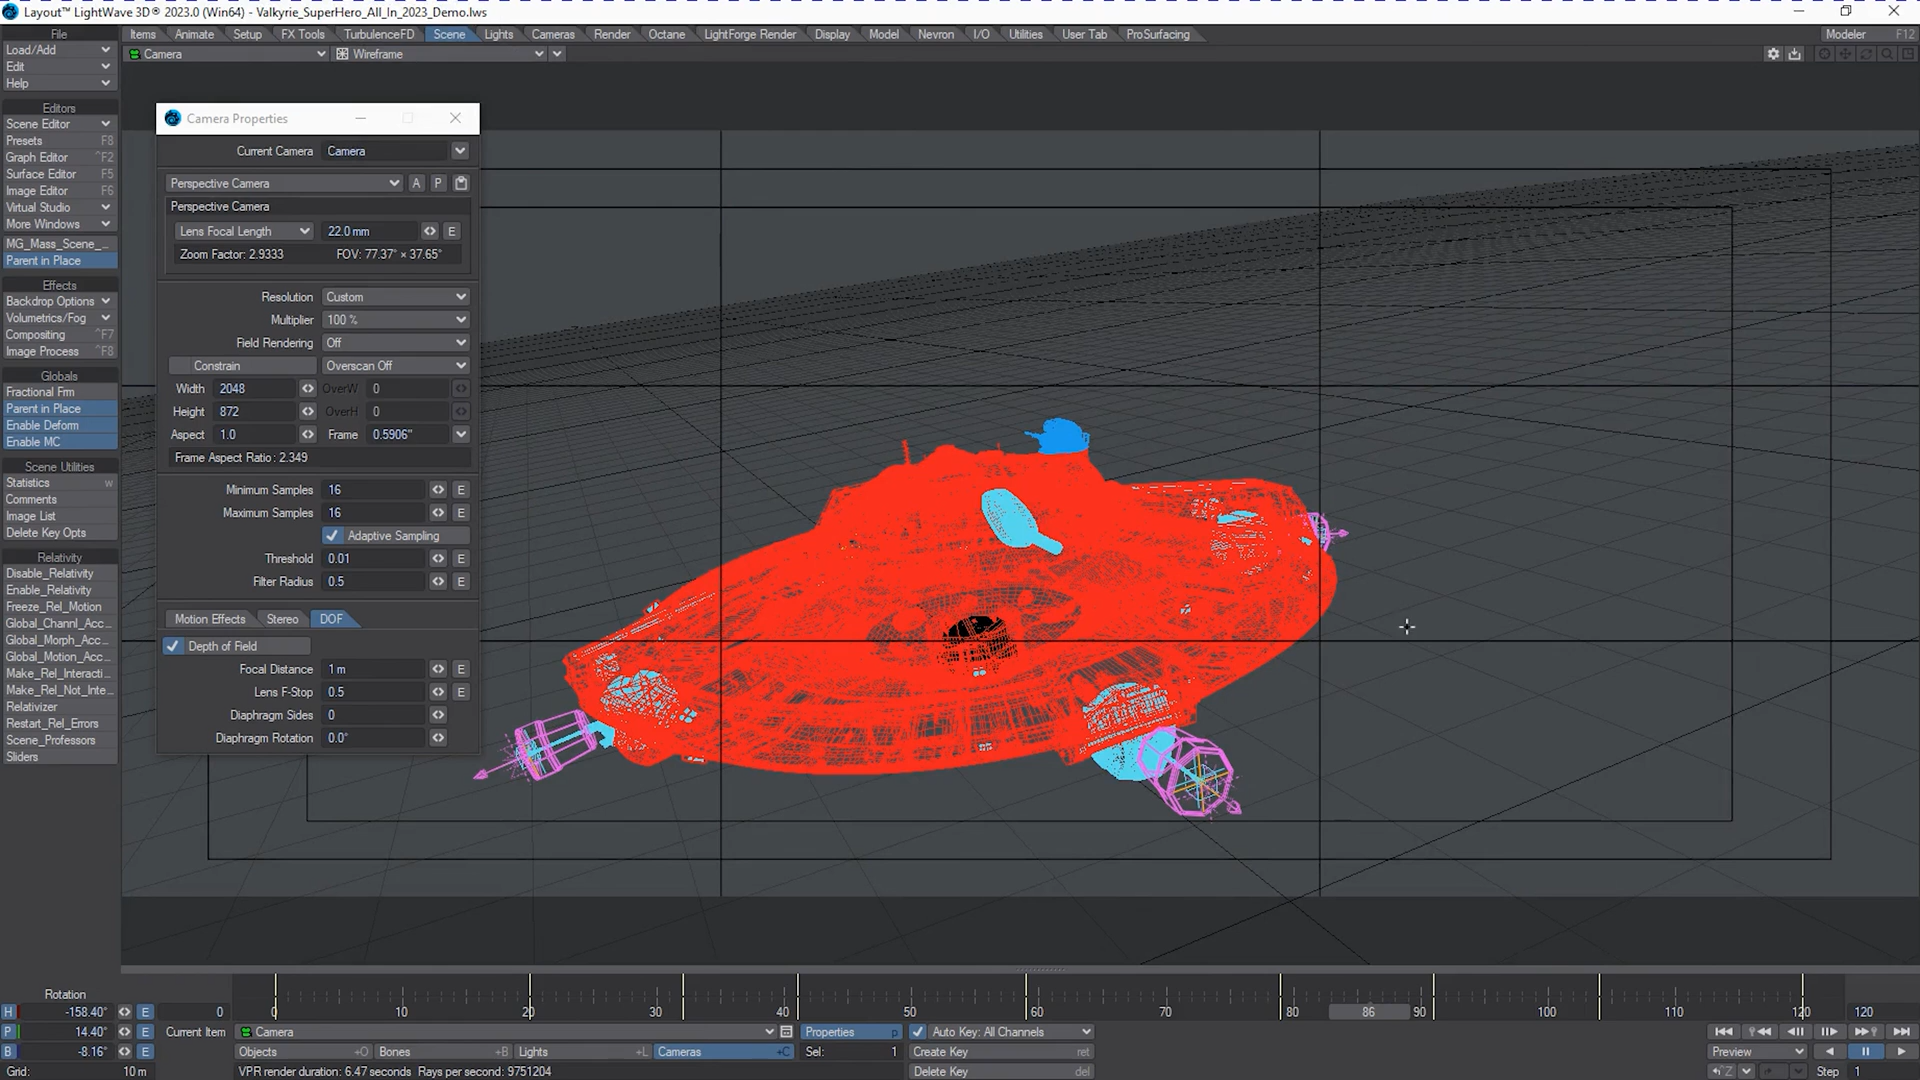 Layout™ LightWave 3D® 2023.0 (Win64) - Valkyrie_SuperHero_All_In_2023_Demo.lws
File
Items Animate Setup FX Tools TurbulenceFD Scene Lights Cameras Render Octane LightForge Render Display Model Nevron I/O Utilities User Tab ProSurfacing Modeler F12
Load/Add
Camera Wireframe
Edit
Help
Editors
Scene Editor
Presets F8
Graph Editor ^F2
Surface Editor F5
Image Editor F6
Virtual Studio
More Windows
MG_Mass_Scene_...
Parent in Place
Effects
Backdrop Options
Volumetrics/Fog
Compositing ^F7
Image Process ^F8
Globals
Fractional Frm
Parent in Place
Enable Deform
Enable MC
Scene Utilities
Statistics w
Comments
Image List
Delete Key Opts
Relativity
Disable_Relativity
Enable_Relativity
Freeze_Rel_Motion
Global_Channl_Acc...
Global_Morph_Acc...
Global_Motion_Acc...
Make_Rel_Interacti...
Make_Rel_Not_Inte...
Relativizer
Restart_Rel_Errors
Scene_Professors
Sliders
Camera Properties
Current Camera Camera
Perspective Camera A P
Perspective Camera
Lens Focal Length 22.0 mm E
Zoom Factor: 2.9333 FOV: 77.37° × 37.65°
Resolution Custom
Multiplier 100 %
Field Rendering Off
Constrain Overscan Off
Width 2048 OverW 0
Height 872 OverH 0
Aspect 1.0 Frame 0.5906"
Frame Aspect Ratio : 2.349
Minimum Samples 16 E
Maximum Samples 16 E
Adaptive Sampling
Threshold 0.01 E
Filter Radius 0.5 E
Motion Effects Stereo DOF
Depth of Field
Focal Distance 1 m E
Lens F-Stop 0.5 E
Diaphragm Sides 0
Diaphragm Rotation 0.0°
Rotation
H -158.40° E 0 0 10 20 30 40 50 60 70 80 86 90 100 110 120 120
P 14.40° E Current Item Camera Properties p Auto Key: All Channels
B -8.16° E Objects +O Bones +B Lights +L Cameras +C Sel: 1 Create Key ret Preview
Grid: 10 m VPR render duration: 6.47 seconds Rays per second: 9751204 Delete Key del ^Z Step 1